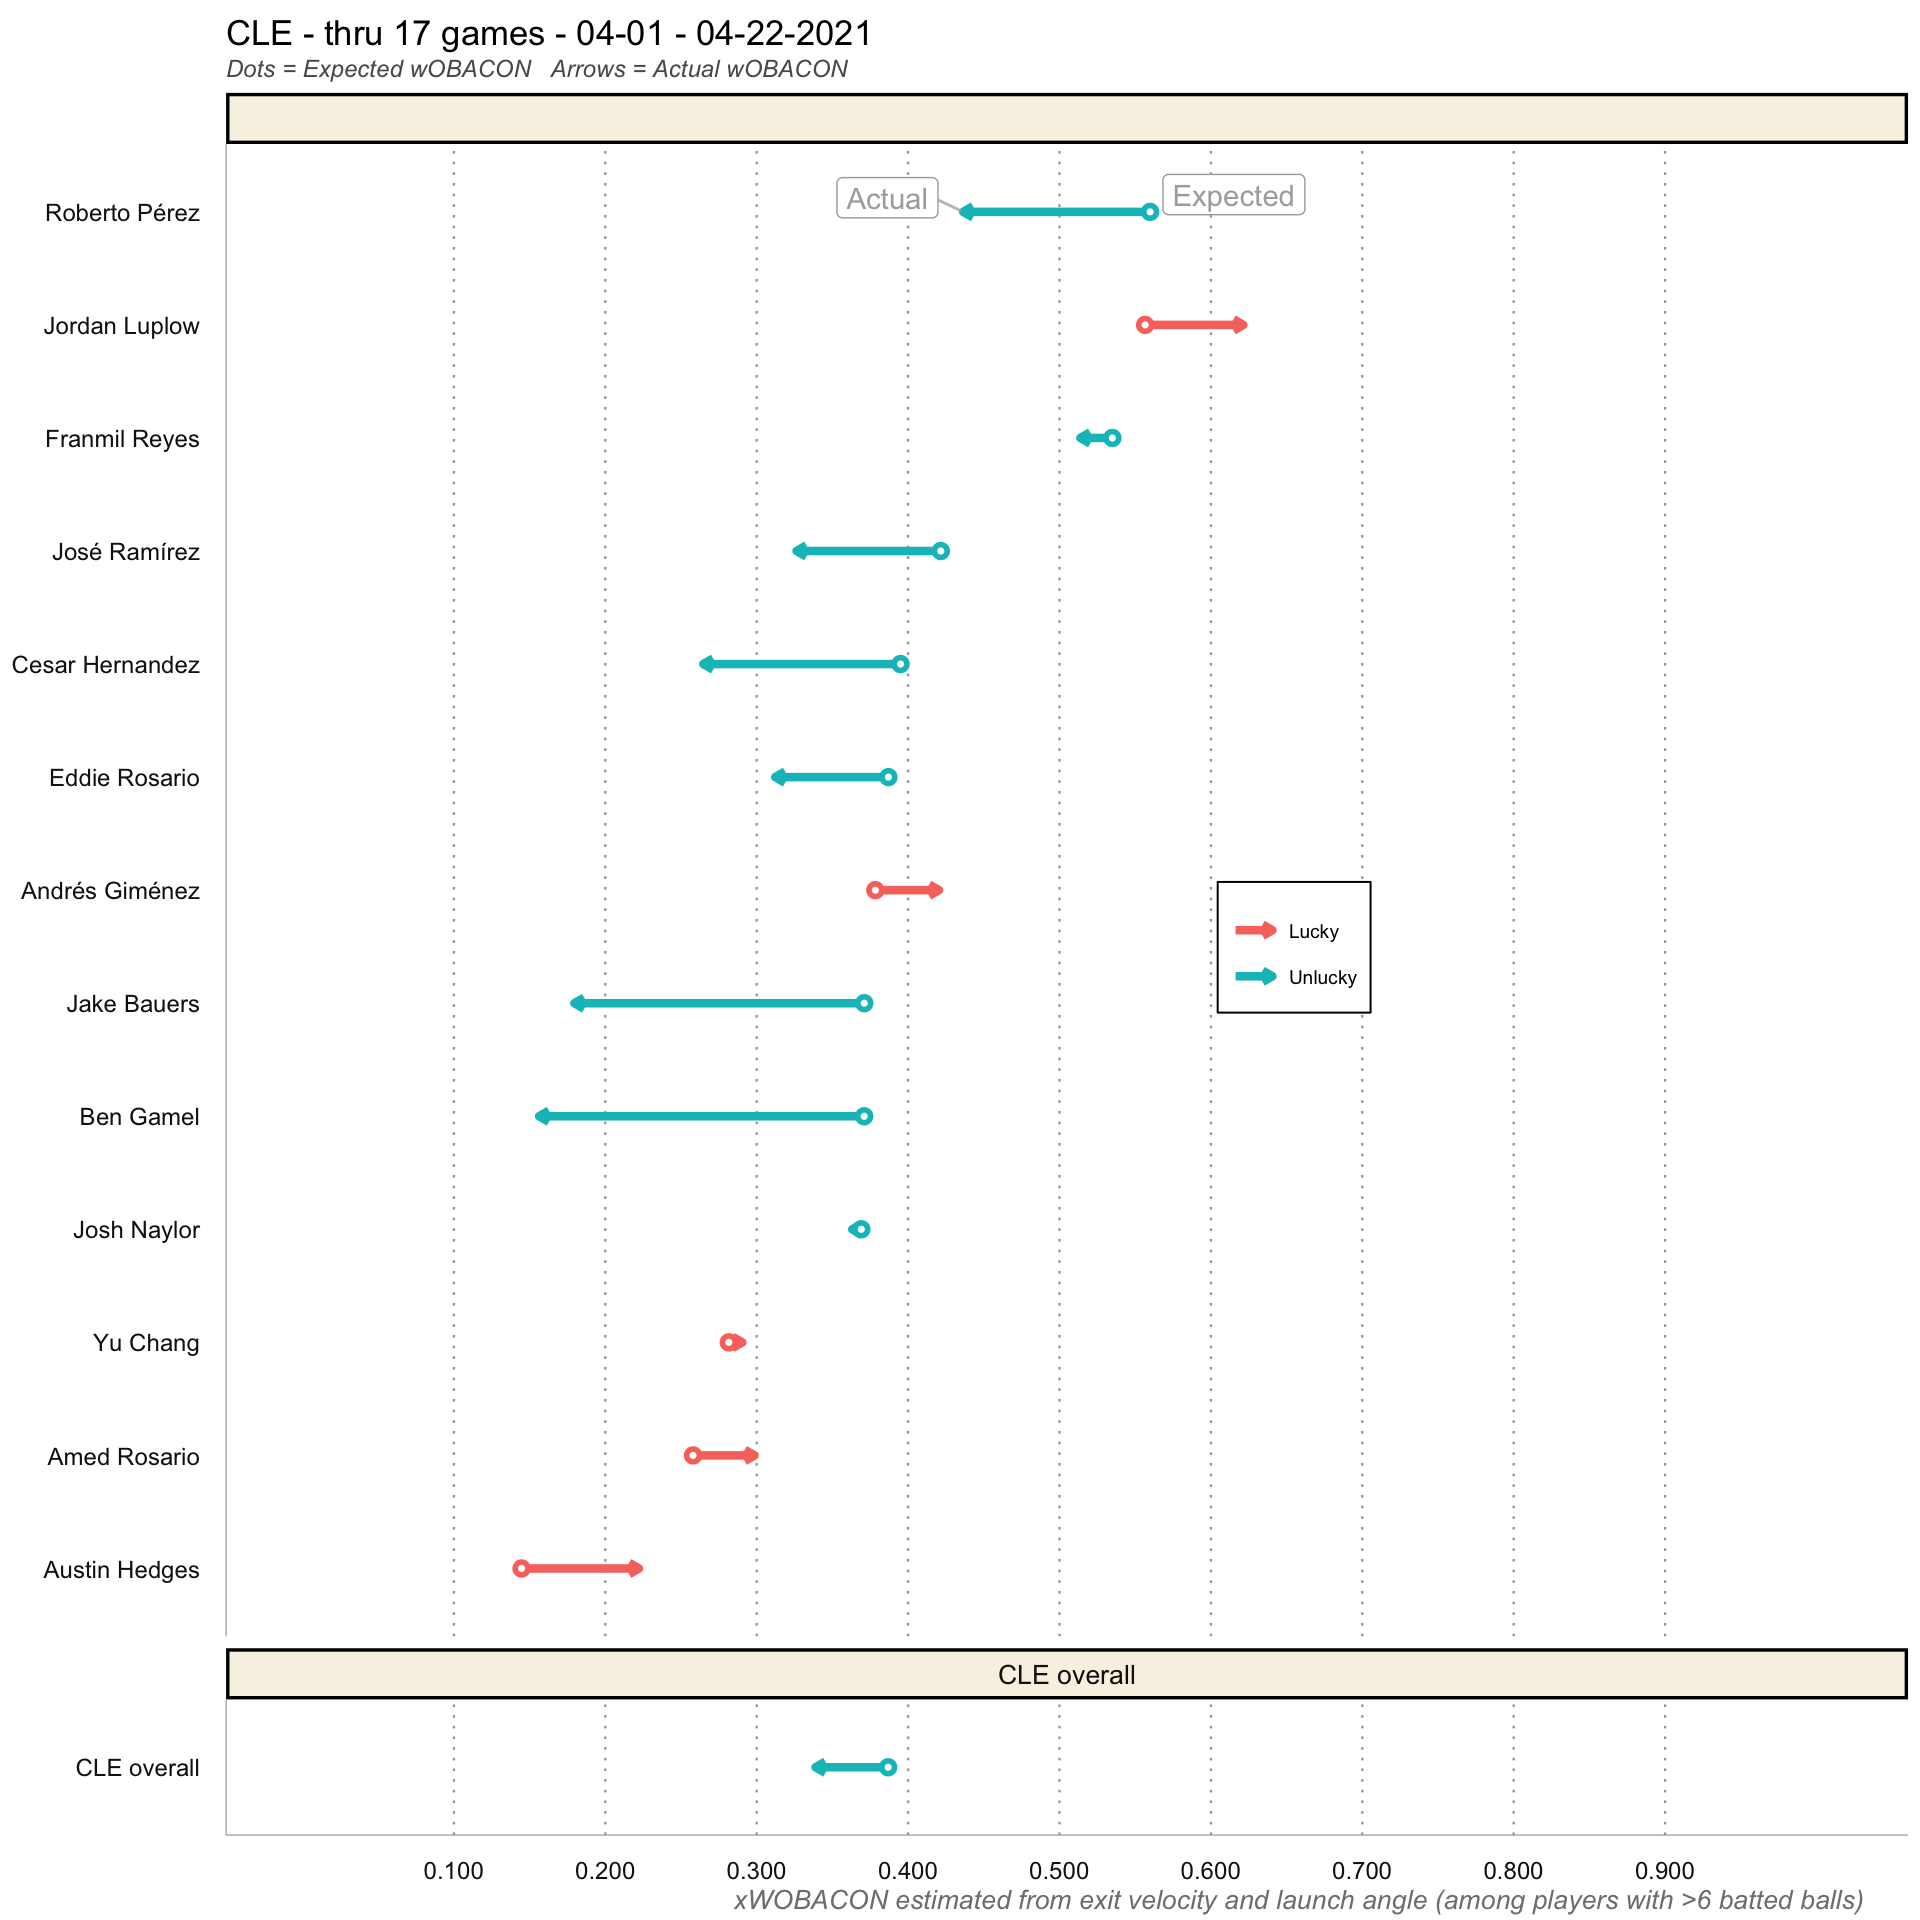 CLE - thru 17 games - 04-01 - 04-22-2021
Dots = Expected wOBACON   Arrows = Actual wOBACON
Roberto Pérez
Actual
Expected
Jordan Luplow
Franmil Reyes
José Ramírez
Cesar Hernandez
Eddie Rosario
Andrés Giménez
Lucky
Unlucky
Jake Bauers
Ben Gamel
Josh Naylor
Yu Chang
Amed Rosario
Austin Hedges
CLE overall
CLE overall
0.100 0.200 0.300 0.400 0.500 0.600 0.700 0.800 0.900
xWOBACON estimated from exit velocity and launch angle (among players with >6 batted balls)